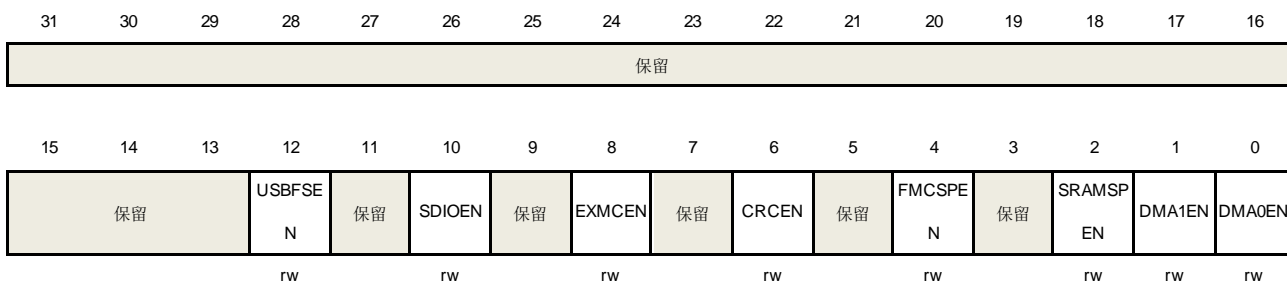 31 30 29 28 27 26 25 24 23 22 21 20 19 18 17 16
保留
15 14 13 12 11 10 9 8 7 6 5 4 3 2 1 0
保留 USBFSE N 保留 SDIOEN 保留 EXMCEN 保留 CRCEN 保留 FMCSPE N 保留 SRAMSP EN DMA1EN DMA0EN
rw rw rw rw rw rw rw rw